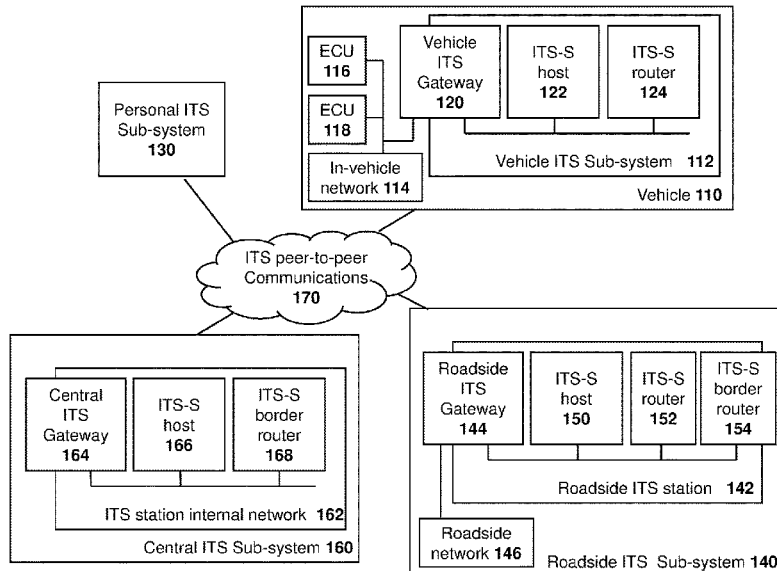 ECU
116
ECU
118
In-vehicle
network 114
Vehicle
ITS
Gateway
120
ITS-S
host
122
ITS-S
router
124
Vehicle ITS Sub-system 112
Vehicle 110
Personal ITS
Sub-system
130
ITS peer-to-peer
Communications
170
Central
ITS
Gateway
164
ITS-S
host
166
ITS-S
border
router
168
ITS station internal network 162
Central ITS Sub-system 160
Roadside
ITS
Gateway
144
ITS-S
host
150
ITS-S
router
152
ITS-S
border
router
154
Roadside ITS station 142
Roadside
network 146
Roadside ITS Sub-system 140